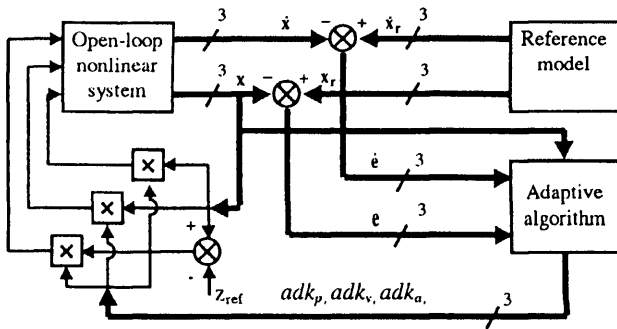 3 ẋ − + ẋr 3
Open-loop nonlinear system
Reference model
3 x − + xr 3
×
ė 3
×
Adaptive algorithm
+
e 3
×
-
Zref
adkp, adkv, adka, 3